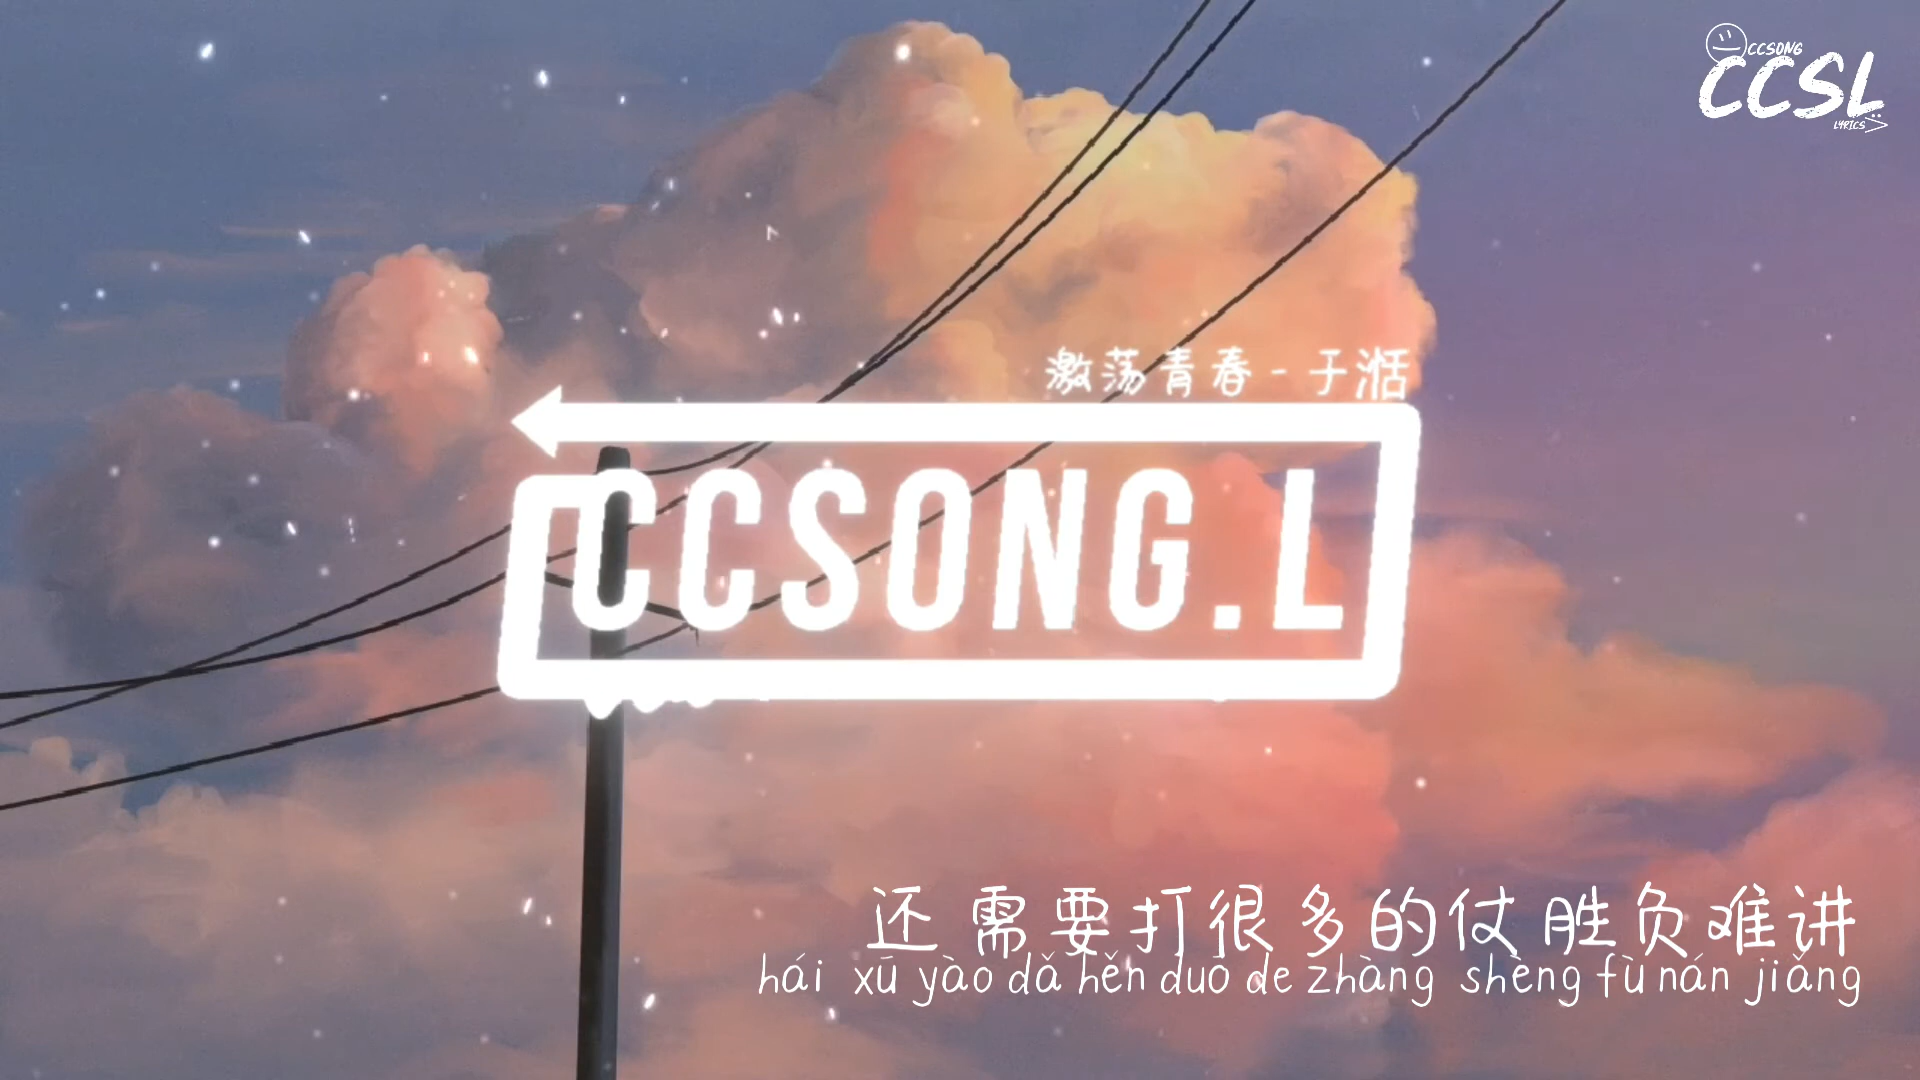 CCSONG
CCSL
LYRICS
激荡青春 - 于湉
CCSONG.L
还需要打很多的仗胜负难讲
hái xū yào dǎ hěn duō de zhàng shèng fù nán jiǎng